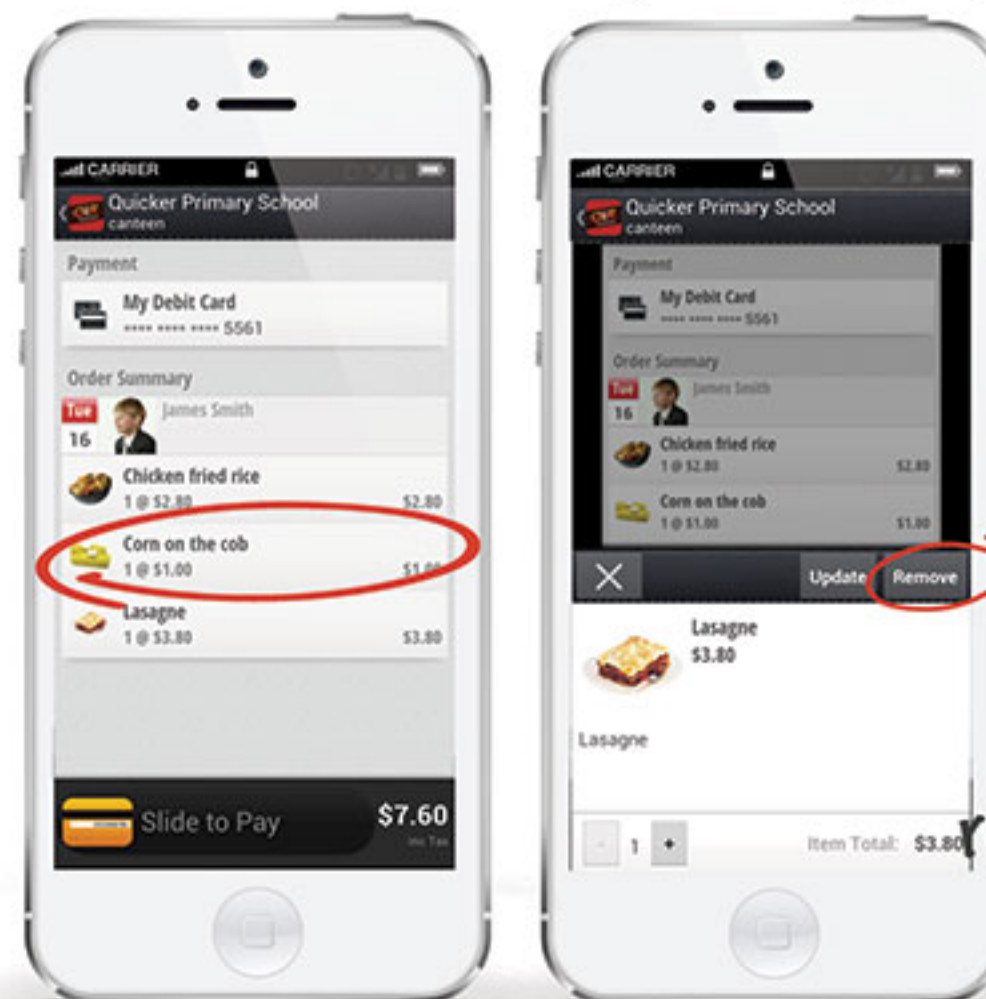 CARRIER
Quicker Primary School
canteen
Payment
My Debit Card
•••• •••• •••• 5561
Order Summary
Tue
16
James Smith
Chicken fried rice
1 @ $2.80 $2.80
Corn on the cob
1 @ $1.00 $1.00
Lasagne
1 @ $3.80 $3.80
Slide to Pay
$7.60
inc Tax
CARRIER
Quicker Primary School
canteen
Payment
My Debit Card
•••• •••• •••• 5561
Order Summary
Tue
16
James Smith
Chicken fried rice
1 @ $2.80 $2.80
Corn on the cob
1 @ $1.00 $1.00
Update Remove
Lasagne
$3.80
Lasagne
- 1 + Item Total: $3.80